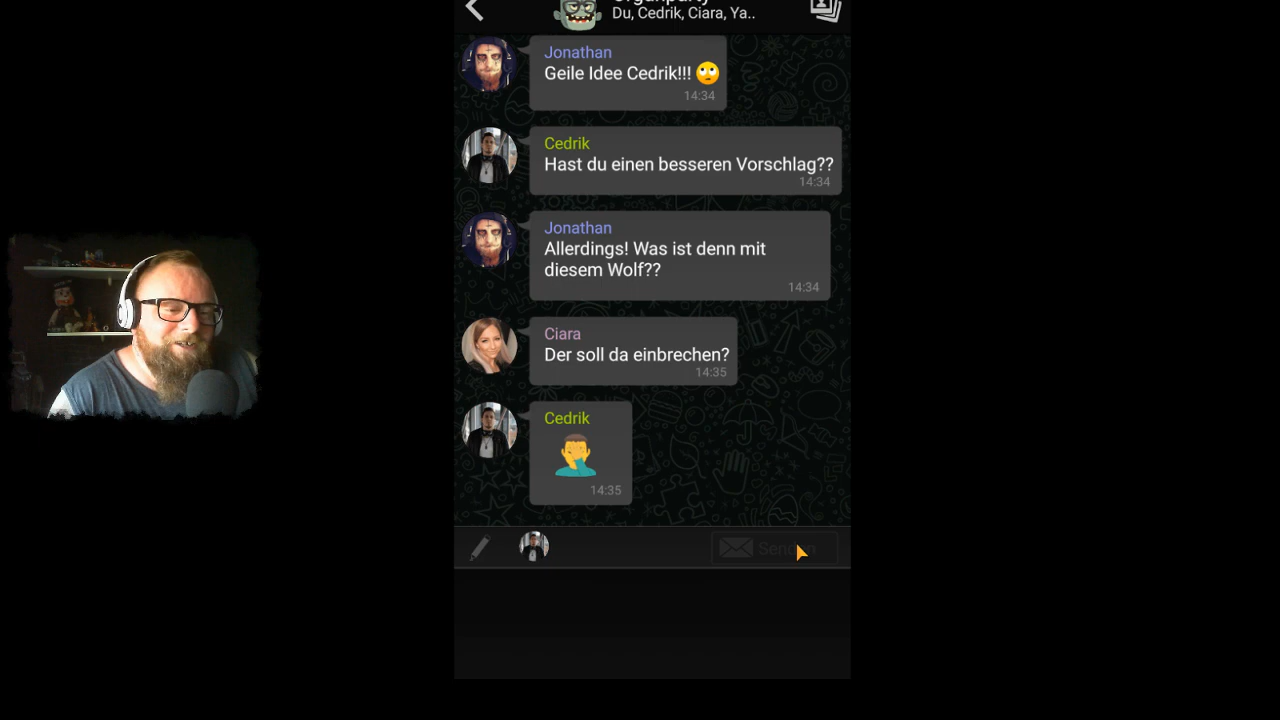 Du, Cedrik, Ciara, Ya..
Jonathan
Geile Idee Cedrik!!! 🙄
14:34
Cedrik
Hast du einen besseren Vorschlag??
14:34
Jonathan
Allerdings! Was ist denn mit
diesem Wolf??
14:34
Ciara
Der soll da einbrechen?
14:35
Cedrik
🤦‍♂️
14:35
Senden